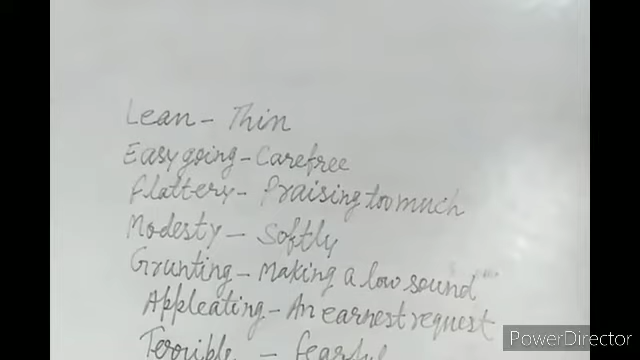 Lean - Thin
Easy going - Carefree
Flattery - Praising too much
Modesty - Softly
Grunting - Making a low sound
Appleating - An earnest request
Terrible - fearful
PowerDirector